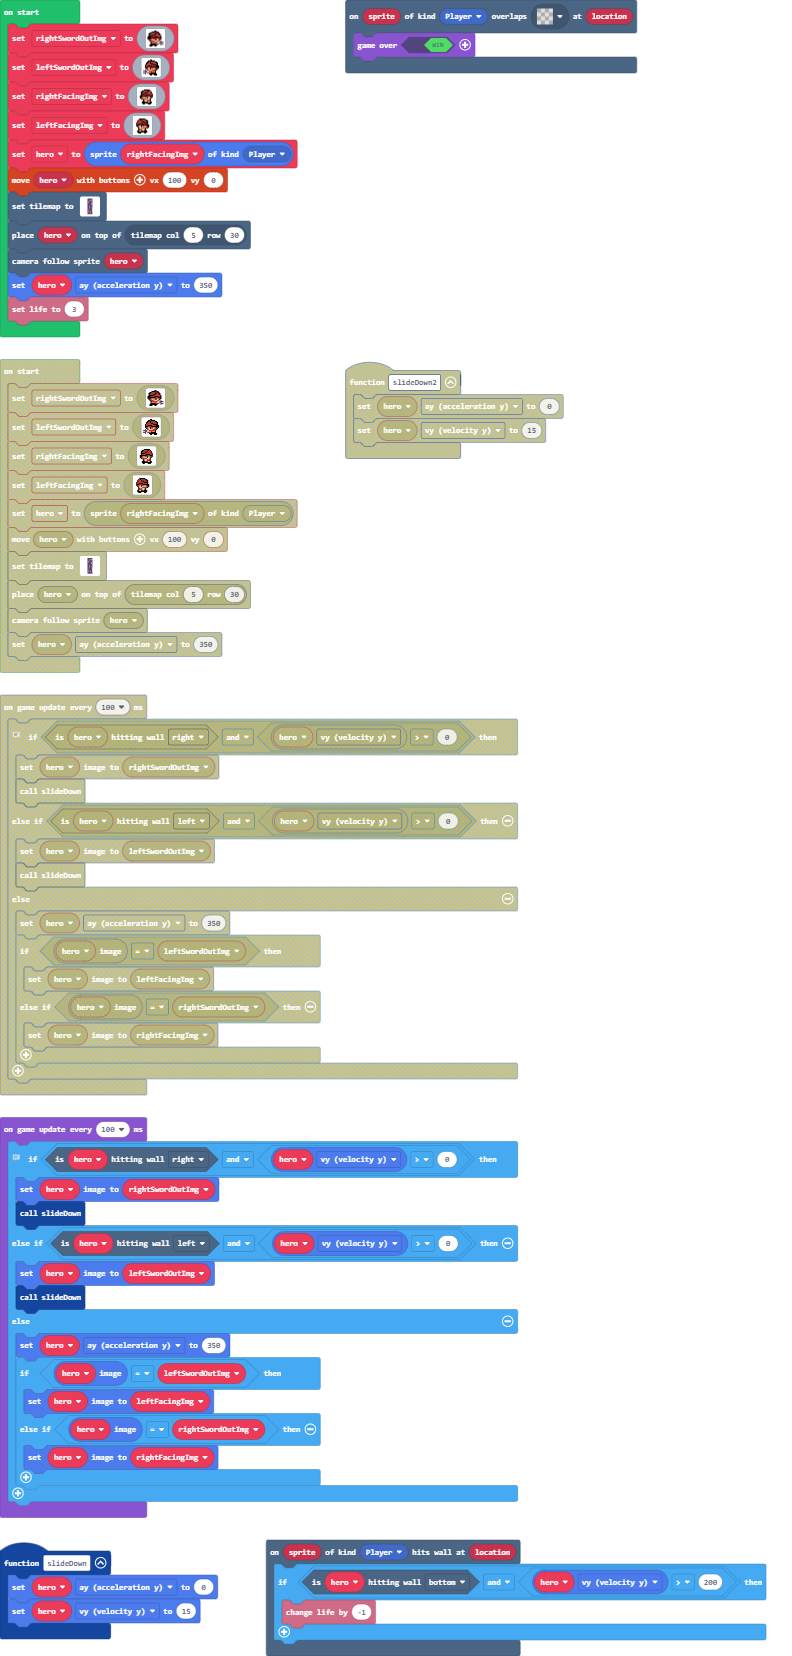 on start
set rightSwordOutImg to
set leftSwordOutImg to
set rightFacingImg to
set leftFacingImg to
set hero to sprite rightFacingImg of kind Player
move hero with buttons vx 100 vy 0
set tilemap to
place hero on top of tilemap col 5 row 30
camera follow sprite hero
set hero ay (acceleration y) to 350
set life to 3
on sprite of kind Player overlaps at location
game over WIN
on start
set rightSwordOutImg to
set leftSwordOutImg to
set rightFacingImg to
set leftFacingImg to
set hero to sprite rightFacingImg of kind Player
move hero with buttons vx 100 vy 0
set tilemap to
place hero on top of tilemap col 5 row 30
camera follow sprite hero
set hero ay (acceleration y) to 350
function slideDown2
set hero ay (acceleration y) to 0
set hero vy (velocity y) to 15
on game update every 100 ms
if is hero hitting wall right and hero vy (velocity y) > 0 then
set hero image to rightSwordOutImg
call slideDown
else if is hero hitting wall left and hero vy (velocity y) > 0 then
set hero image to leftSwordOutImg
call slideDown
else
set hero ay (acceleration y) to 350
if hero image = leftSwordOutImg then
set hero image to leftFacingImg
else if hero image = rightSwordOutImg then
set hero image to rightFacingImg
on game update every 100 ms
if is hero hitting wall right and hero vy (velocity y) > 0 then
set hero image to rightSwordOutImg
call slideDown
else if is hero hitting wall left and hero vy (velocity y) > 0 then
set hero image to leftSwordOutImg
call slideDown
else
set hero ay (acceleration y) to 350
if hero image = leftSwordOutImg then
set hero image to leftFacingImg
else if hero image = rightSwordOutImg then
set hero image to rightFacingImg
function slideDown
set hero ay (acceleration y) to 0
set hero vy (velocity y) to 15
on sprite of kind Player hits wall at location
if is hero hitting wall bottom and hero vy (velocity y) > 200 then
change life by -1